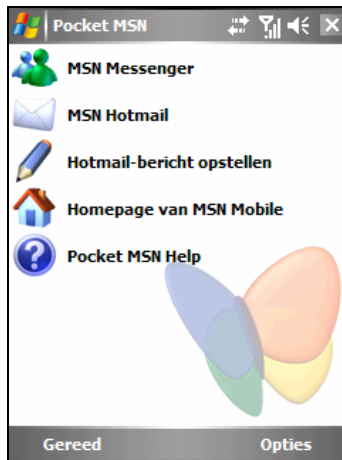 Pocket MSN
MSN Messenger
MSN Hotmail
Hotmail-bericht opstellen
Homepage van MSN Mobile
Pocket MSN Help
Gereed Opties